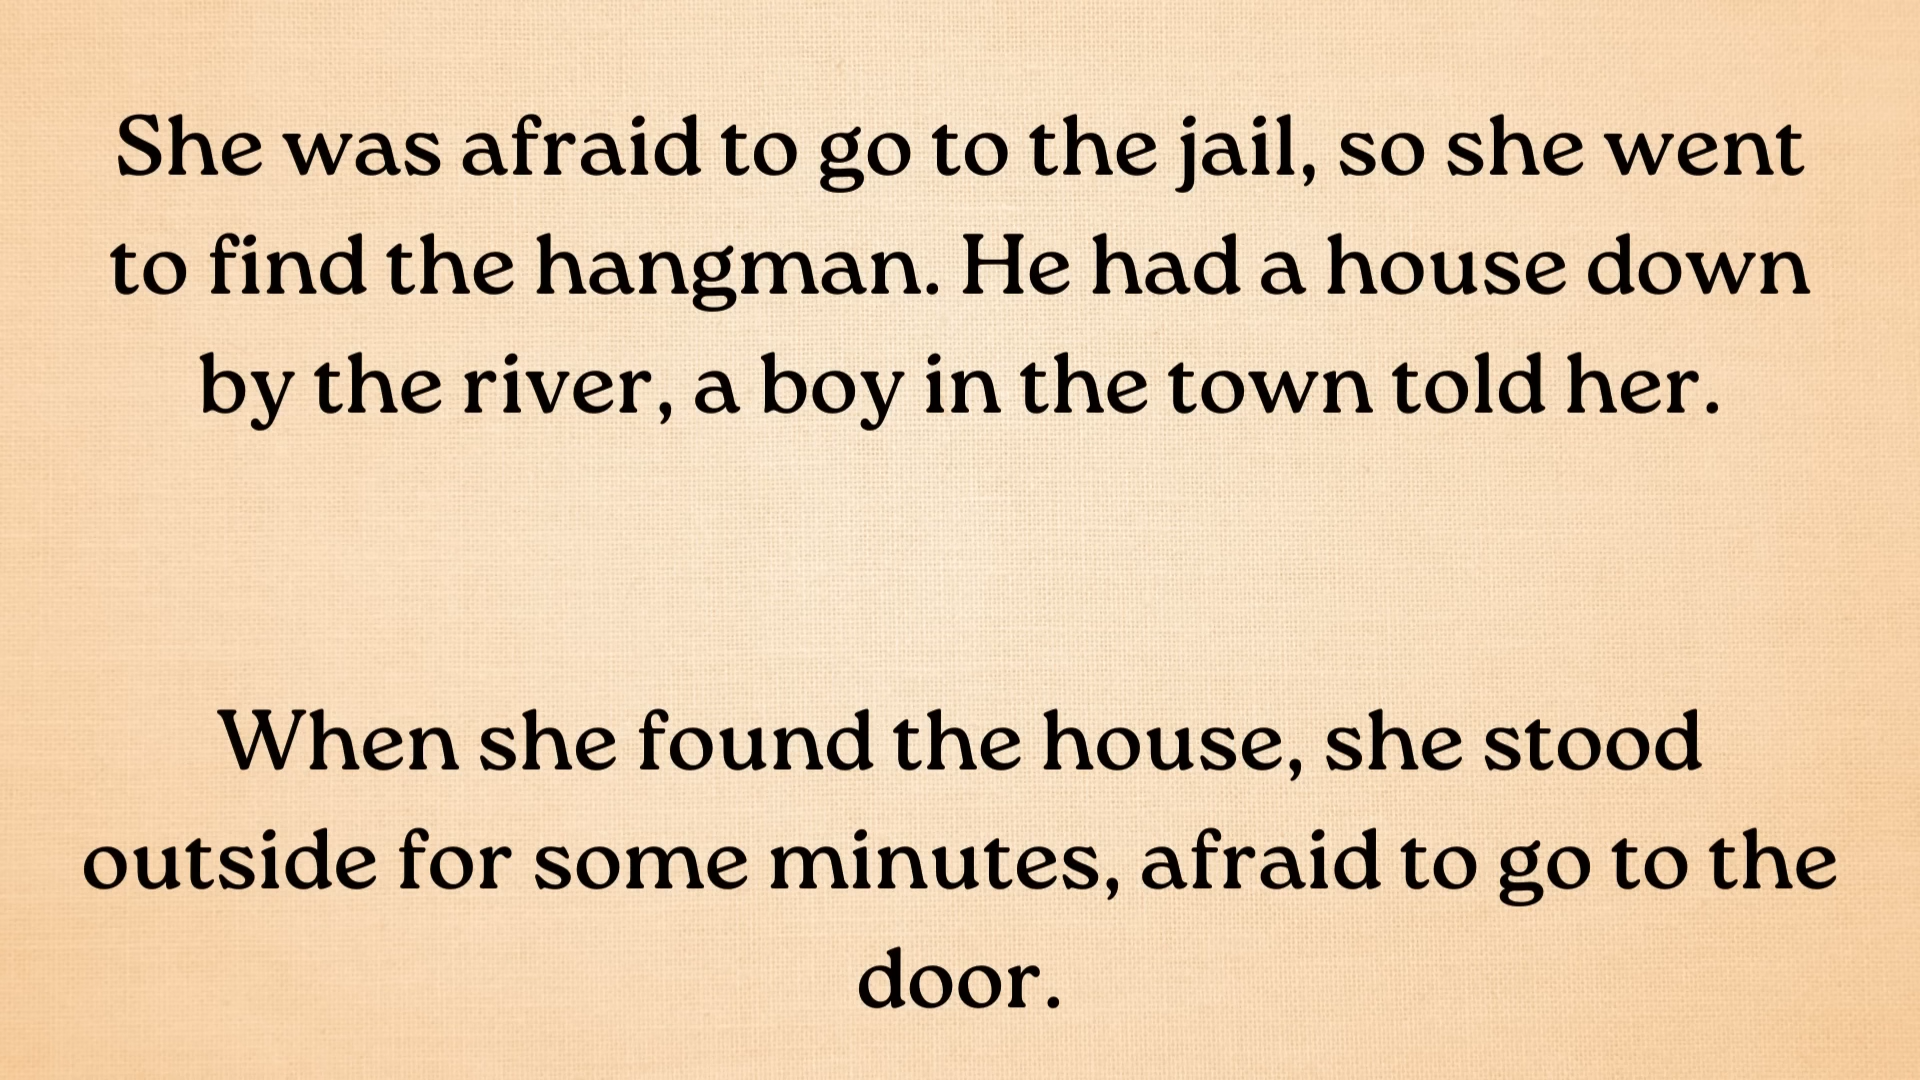 She was afraid to go to the jail, so she went
to find the hangman. He had a house down
by the river, a boy in the town told her.
When she found the house, she stood
outside for some minutes, afraid to go to the
door.